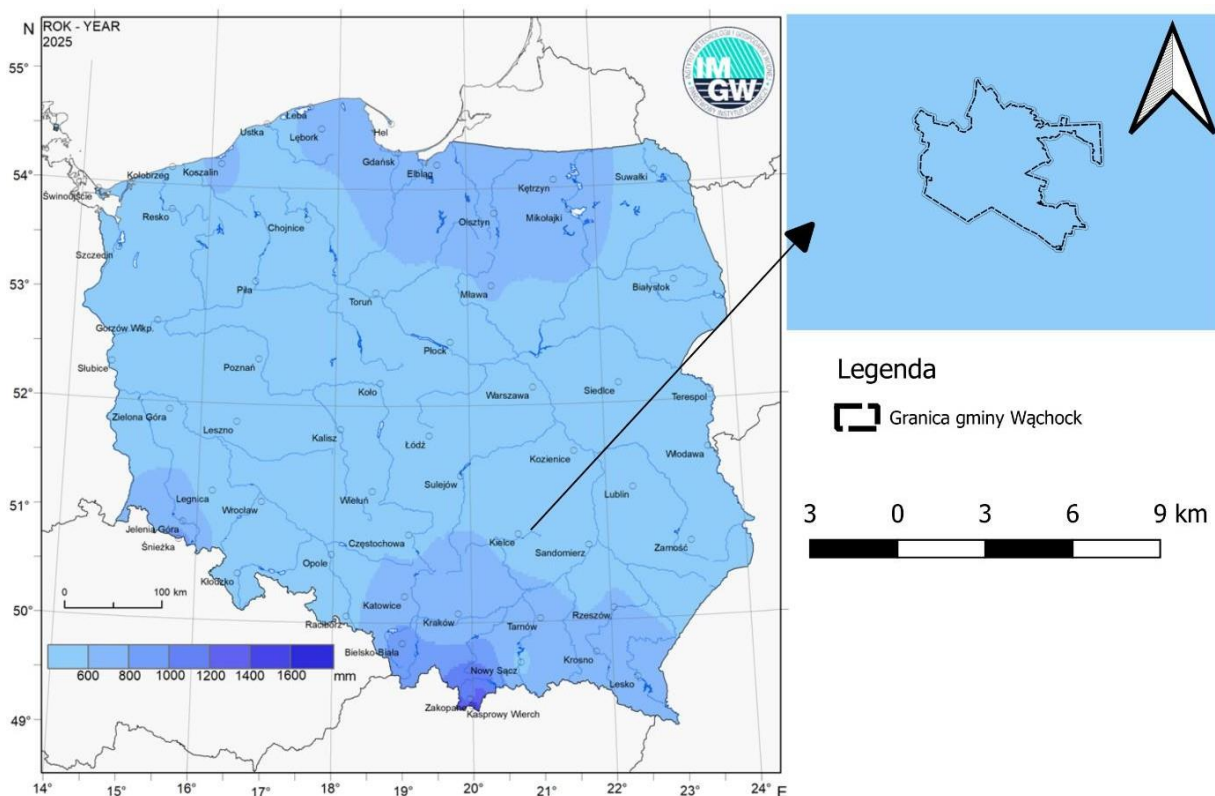 ROK - YEAR
2025
N
55°
54°
53°
52°
51°
50°
49°
14°
15°
16°
17°
18°
19°
20°
21°
22°
23°
24°
E
IMGW
Łeba
Ustka
Lębork
Hel
Gdańsk
Elbląg
Kętrzyn
Suwałki
Kołobrzeg
Koszalin
Świnoujście
Resko
Chojnice
Olsztyn
Mikołajki
Szczecin
Piła
Toruń
Mława
Białystok
Gorzów Wlkp.
Płock
Słubice
Poznań
Koło
Warszawa
Siedlce
Terespol
Zielona Góra
Leszno
Kalisz
Łódź
Kozienice
Włodawa
Sulejów
Legnica
Wrocław
Wieluń
Lublin
Jelenia Góra
Śnieżka
Częstochowa
Kielce
Sandomierz
Zamość
Kłodzko
Opole
Katowice
Kraków
Tarnów
Rzeszów
Racibórz
Bielsko-Biała
Nowy Sącz
Krosno
Lesko
Zakopane
Kasprowy Wierch
0 100 km
600 800 1000 1200 1400 1600 mm
Legenda
Granica gminy Wąchock
3 0 3 6 9 km